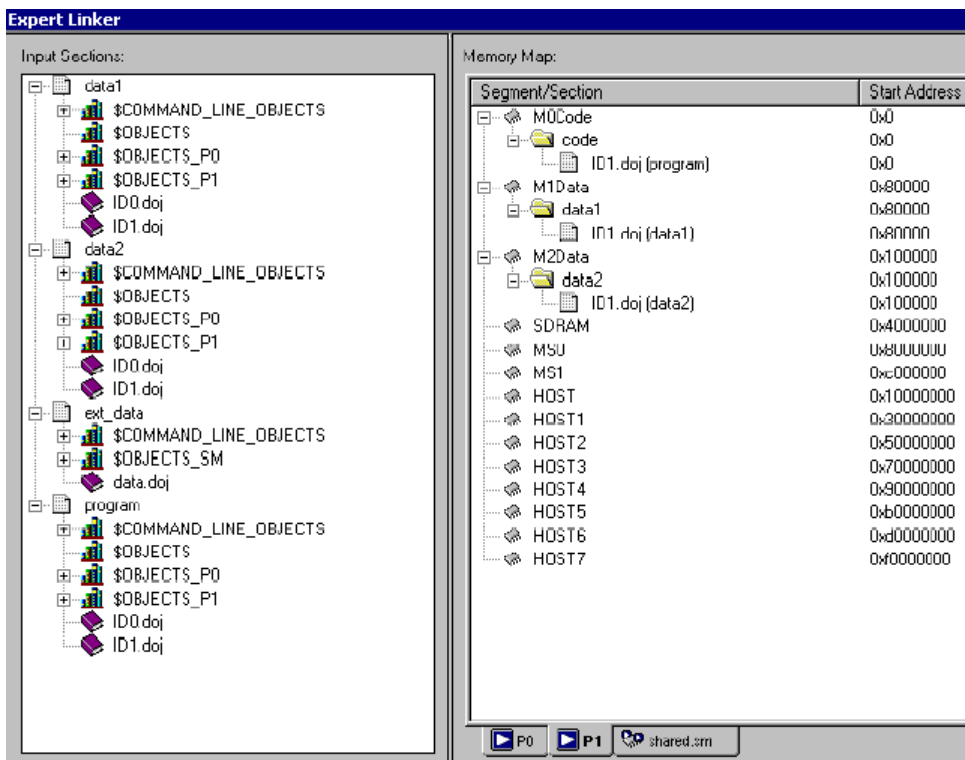 Expert Linker
Input Sections:
data1
$COMMAND_LINE_OBJECTS
$OBJECTS
$OBJECTS_P0
$OBJECTS_P1
ID0.doj
ID1.doj
data2
$COMMAND_LINE_OBJECTS
$OBJECTS
$OBJECTS_P0
$OBJECTS_P1
ID0.doj
ID1.doj
ext_data
$COMMAND_LINE_OBJECTS
$OBJECTS_SM
data.doj
program
$COMMAND_LINE_OBJECTS
$OBJECTS
$OBJECTS_P0
$OBJECTS_P1
ID0.doj
ID1.doj
Memory Map:
Segment/Section Start Address
M0Code 0x0
code 0x0
ID1.doj (program) 0x0
M1Data 0x80000
data1 0x80000
ID1.doj (data1) 0x80000
M2Data 0x100000
data2 0x100000
ID1.doj (data2) 0x100000
SDRAM 0x4000000
MS0 0x8000000
MS1 0xc000000
HOST 0x10000000
HOST1 0x30000000
HOST2 0x50000000
HOST3 0x70000000
HOST4 0x90000000
HOST5 0xb0000000
HOST6 0xd0000000
HOST7 0xf0000000
P0 P1 shared.sm